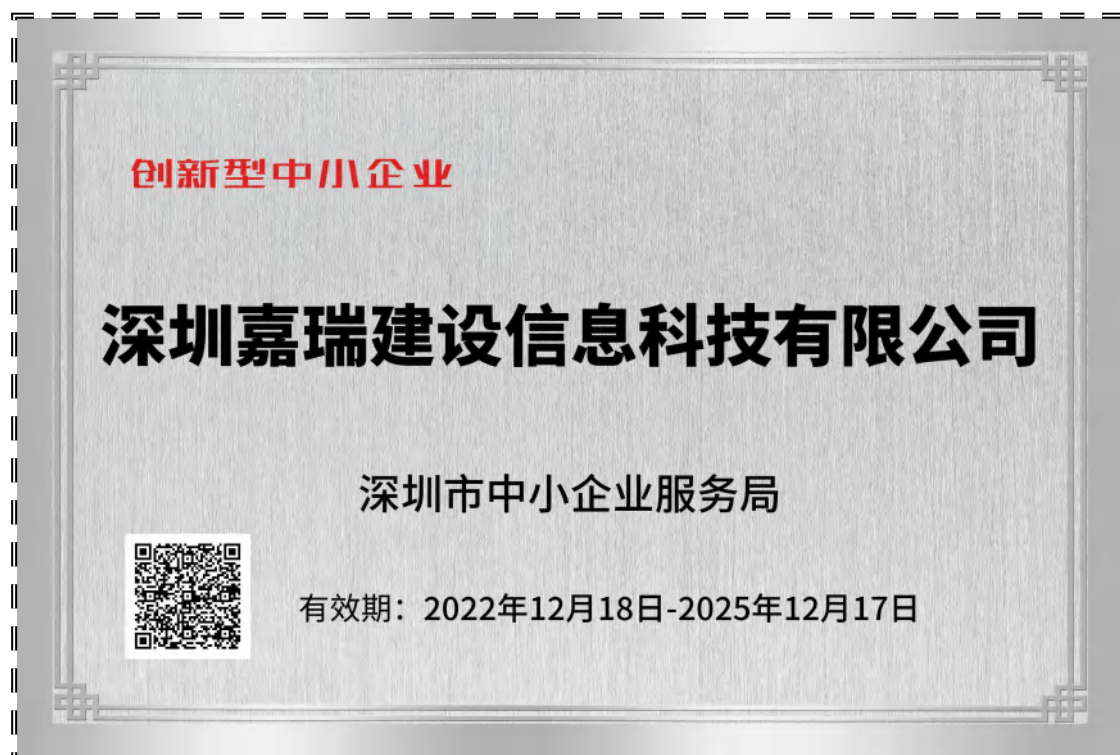 创新型中小企业
深圳嘉瑞建设信息科技有限公司
深圳市中小企业服务局
有效期：2022年12月18日-2025年12月17日